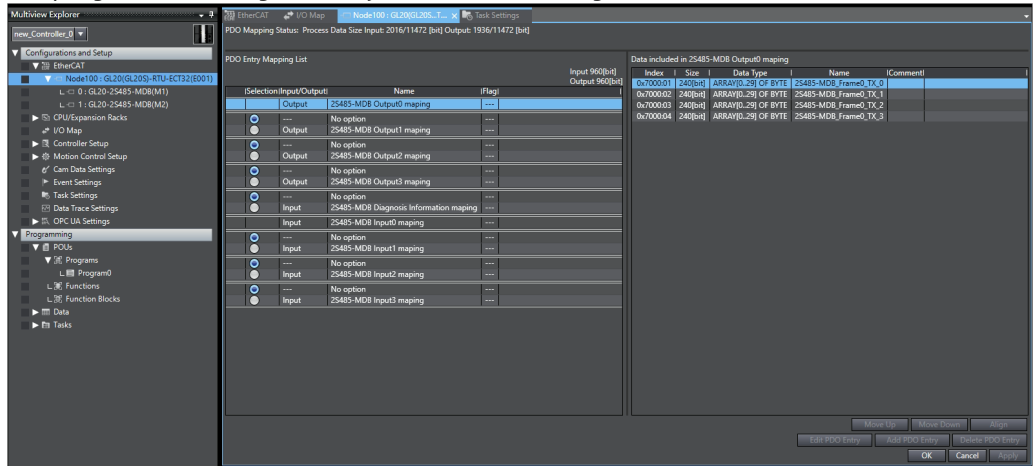 Multiview Explorer
new_Controller_0
Configurations and Setup
EtherCAT
Node100 : GL20(GL20S)-RTU-ECT32(E001)
0 : GL20-2S485-MDB(M1)
1 : GL20-2S485-MDB(M2)
CPU/Expansion Racks
I/O Map
Controller Setup
Motion Control Setup
Cam Data Settings
Event Settings
Task Settings
Data Trace Settings
OPC UA Settings
Programming
POUs
Programs
Program0
Functions
Function Blocks
Data
Tasks
EtherCAT I/O Map Node100 : GL20(GL20S...T... x Task Settings
PDO Mapping Status: Process Data Size Input: 2016/11472 [bit] Output: 1936/11472 [bit]
PDO Entry Mapping List
Input 960[bit]
Output 960[bit]
|Selection|Input/Output| Name |Flag| |
Output 2S485-MDB Output0 maping ---
--- No option ---
Output 2S485-MDB Output1 maping ---
--- No option ---
Output 2S485-MDB Output2 maping ---
--- No option ---
Output 2S485-MDB Output3 maping ---
--- No option ---
Input 2S485-MDB Diagnosis Information maping ---
Input 2S485-MDB Input0 maping ---
--- No option ---
Input 2S485-MDB Input1 maping ---
--- No option ---
Input 2S485-MDB Input2 maping ---
--- No option ---
Input 2S485-MDB Input3 maping ---
Data included in 2S485-MDB Output0 maping
Index | Size | Data Type | Name |Comment|
0x7000:01 240[bit] ARRAY[0..29] OF BYTE 2S485-MDB_Frame0_TX_0
0x7000:02 240[bit] ARRAY[0..29] OF BYTE 2S485-MDB_Frame0_TX_1
0x7000:03 240[bit] ARRAY[0..29] OF BYTE 2S485-MDB_Frame0_TX_2
0x7000:04 240[bit] ARRAY[0..29] OF BYTE 2S485-MDB_Frame0_TX_3
Move Up Move Down Align
Edit PDO Entry Add PDO Entry Delete PDO Entry
OK Cancel Apply